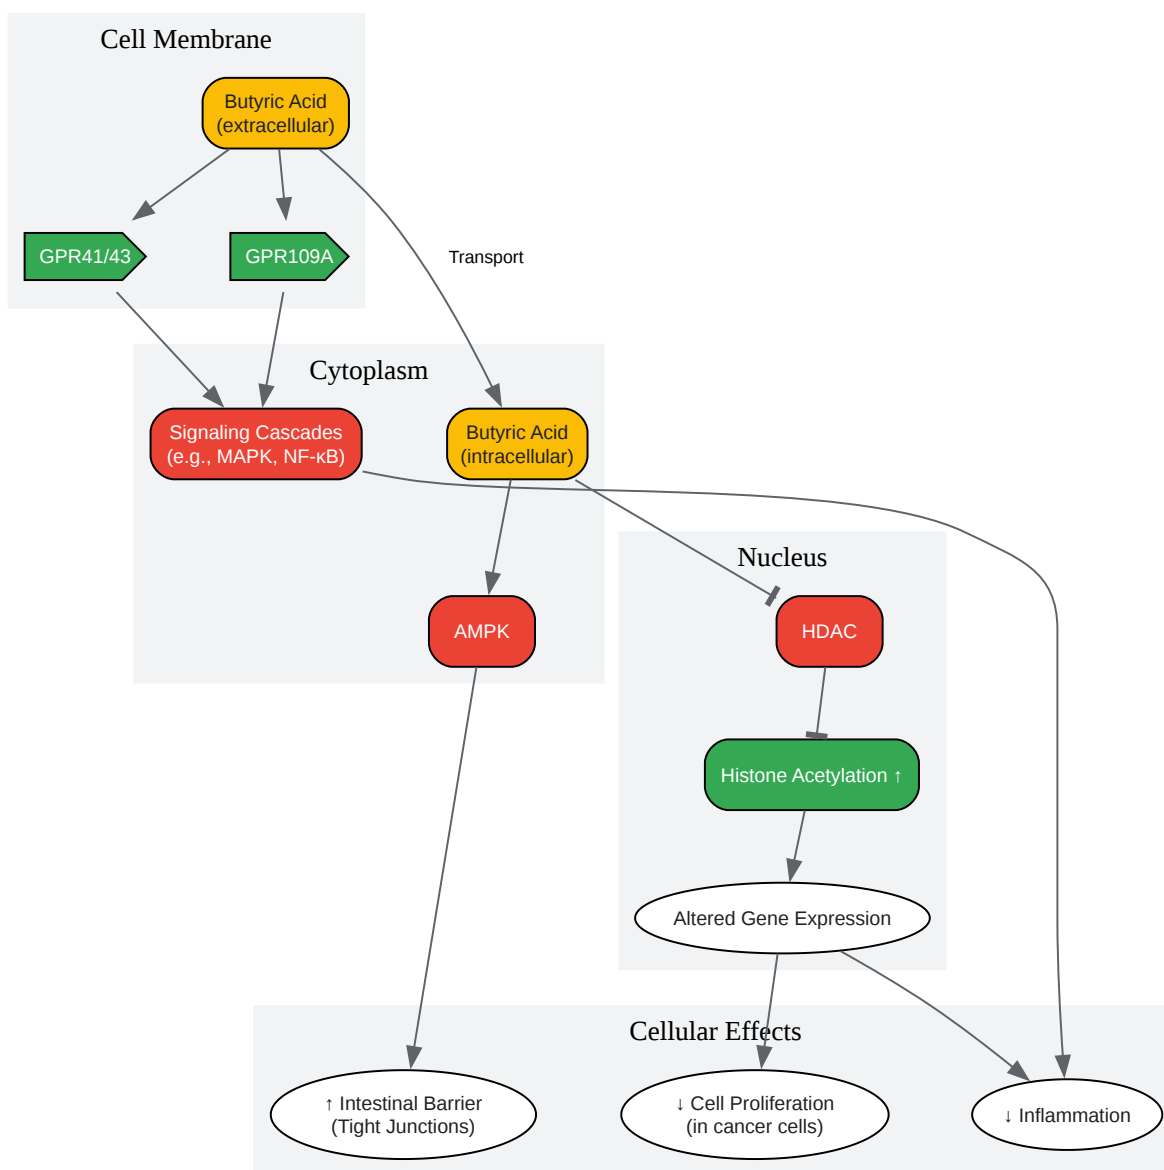 Cell Membrane
Butyric Acid
(extracellular)
GPR41/43
GPR109A
Transport
Cytoplasm
Signaling Cascades
(e.g., MAPK, NF-κB)
Butyric Acid
(intracellular)
Nucleus
AMPK
HDAC
Histone Acetylation ↑
Altered Gene Expression
Cellular Effects
↑ Intestinal Barrier
(Tight Junctions)
↓ Cell Proliferation
(in cancer cells)
↓ Inflammation